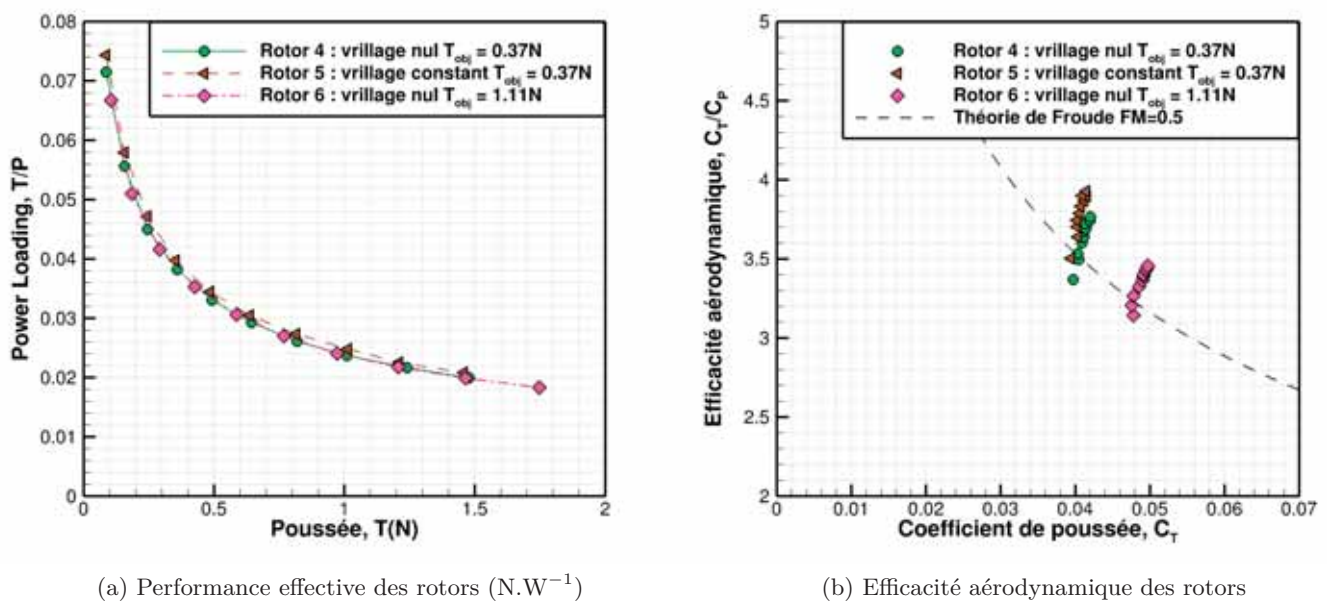 0.08
0.07
0.06
0.05
0.04
0.03
0.02
0.01
0
Power Loading, T/P
Rotor 4 : vrillage nul T_obj = 0.37N
Rotor 5 : vrillage constant T_obj = 0.37N
Rotor 6 : vrillage nul T_obj = 1.11N
0 0.5 1 1.5 2
Poussée, T(N)
(a) Performance effective des rotors (N.W⁻¹)
5
4.5
4
3.5
3
2.5
2
Efficacité aérodynamique, C_T/C_P
Rotor 4 : vrillage nul T_obj = 0.37N
Rotor 5 : vrillage constant T_obj = 0.37N
Rotor 6 : vrillage nul T_obj = 1.11N
Théorie de Froude FM=0.5
0 0.01 0.02 0.03 0.04 0.05 0.06 0.07
Coefficient de poussée, C_T
(b) Efficacité aérodynamique des rotors